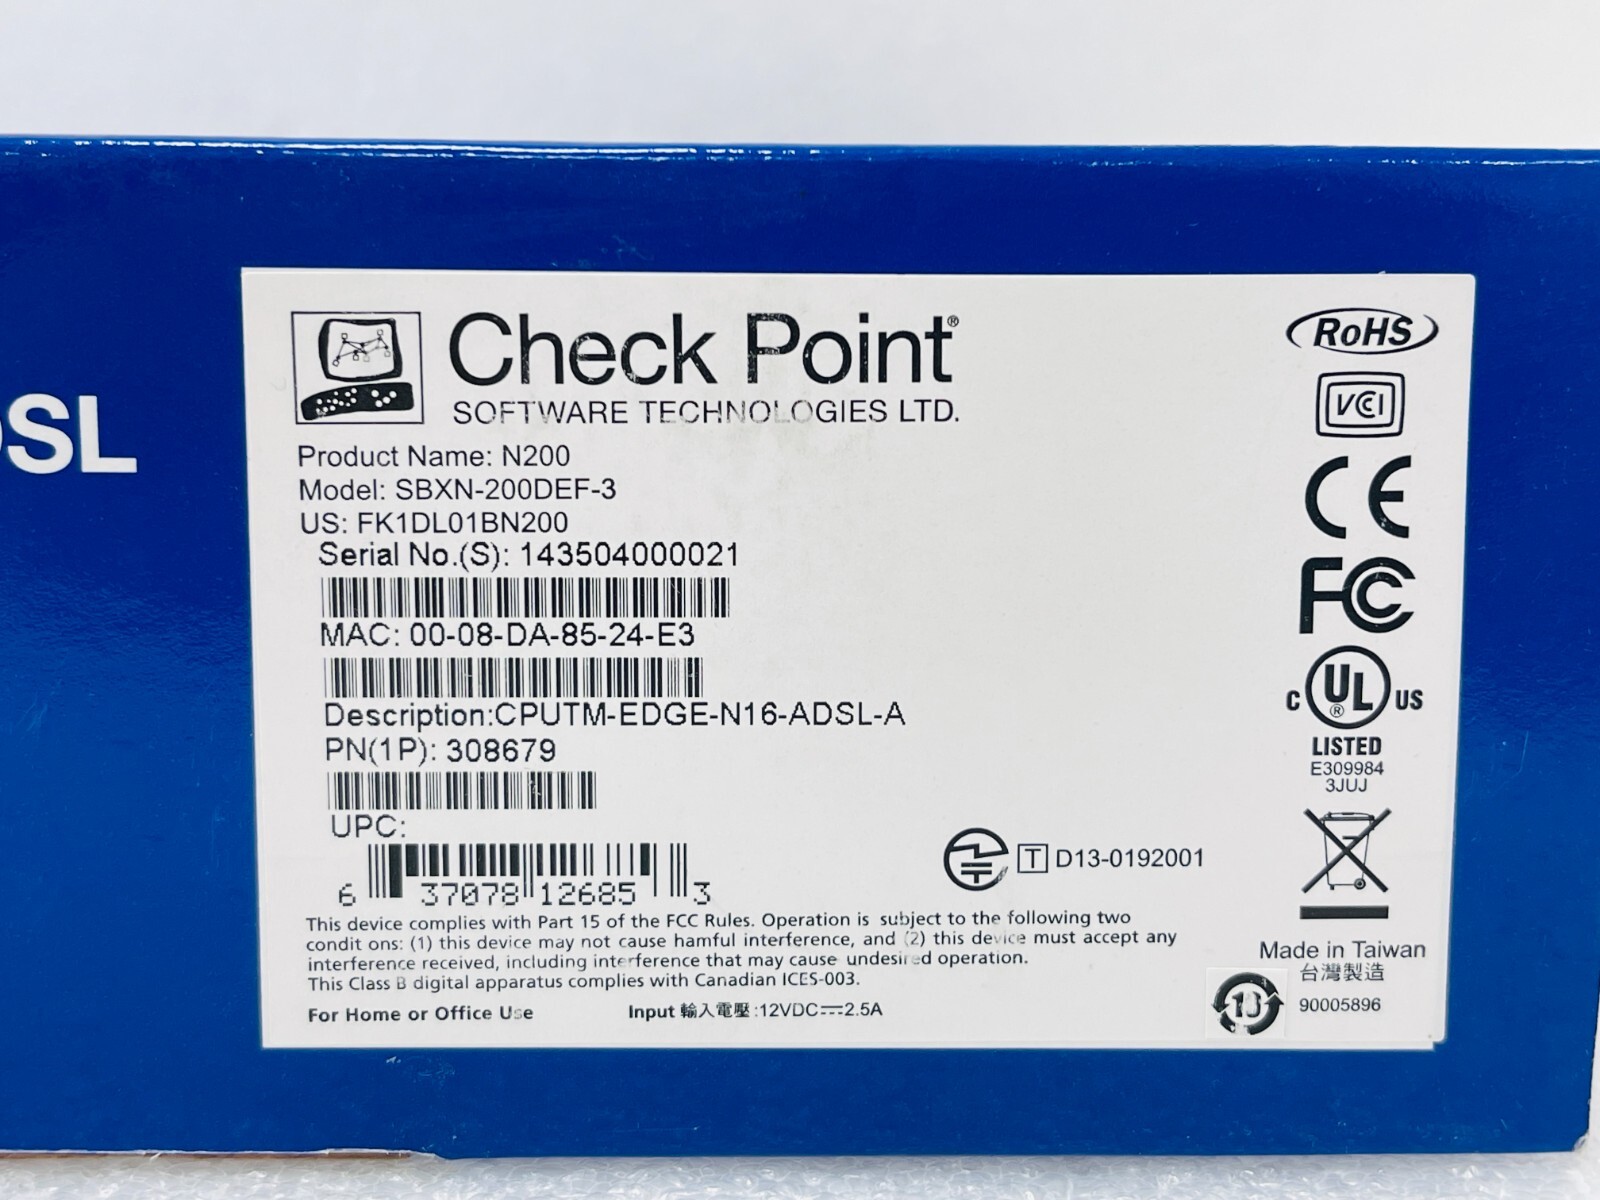 DSL
Check Point®
SOFTWARE TECHNOLOGIES LTD.
Product Name: N200
Model: SBXN-200DEF-3
US: FK1DL01BN200
Serial No.(S): 143504000021
MAC: 00-08-DA-85-24-E3
Description:CPUTM-EDGE-N16-ADSL-A
PN(1P): 308679
UPC:
6 37078 12685 3
This device complies with Part 15 of the FCC Rules. Operation is subject to the following two
condit ons: (1) this device may not cause harmful interference, and (2) this device must accept any
interference received, including interference that may cause undesired operation.
This Class B digital apparatus complies with Canadian ICES-003.
For Home or Office Use
Input 輸入電壓:12VDC⎓2.5A
T D13-0192001
RoHS
VCCI
CE
FC
C UL® US
LISTED
E309984
3JUJ
Made in Taiwan
台灣製造
90005896